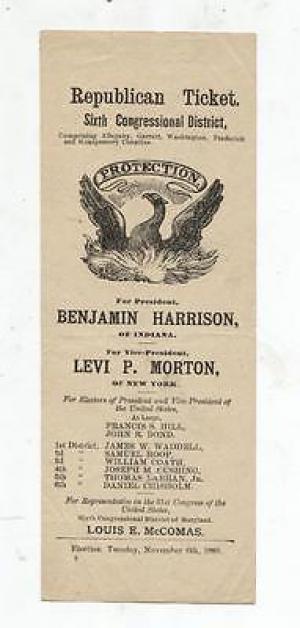 Republican Ticket.
Sixth Congressional District,
Comprising Allegany, Garrett, Washington, Frederick
and Montgomery Counties.
PROTECTION.
For President,
BENJAMIN HARRISON,
OF INDIANA.
For Vice-President,
LEVI P. MORTON,
OF NEW YORK.
For Electors of President and Vice President of
the United States,
At Large,
FRANCIS S. HILL,
JOHN R. BOND.
1st District, JAMES W. WADDELL,
2d " SAMUEL ROOP,
3d " WILLIAM COATH,
4th " JOSEPH M. CUSHING,
5th " THOMAS Jr.
6th " DANIEL CHISHOLM.
For Representative in the 51st Congress of the
United States,
Sixth Congressional District of Maryland,
LOUIS E. McCOMAS.
Election Tuesday, November 6th, 1888.